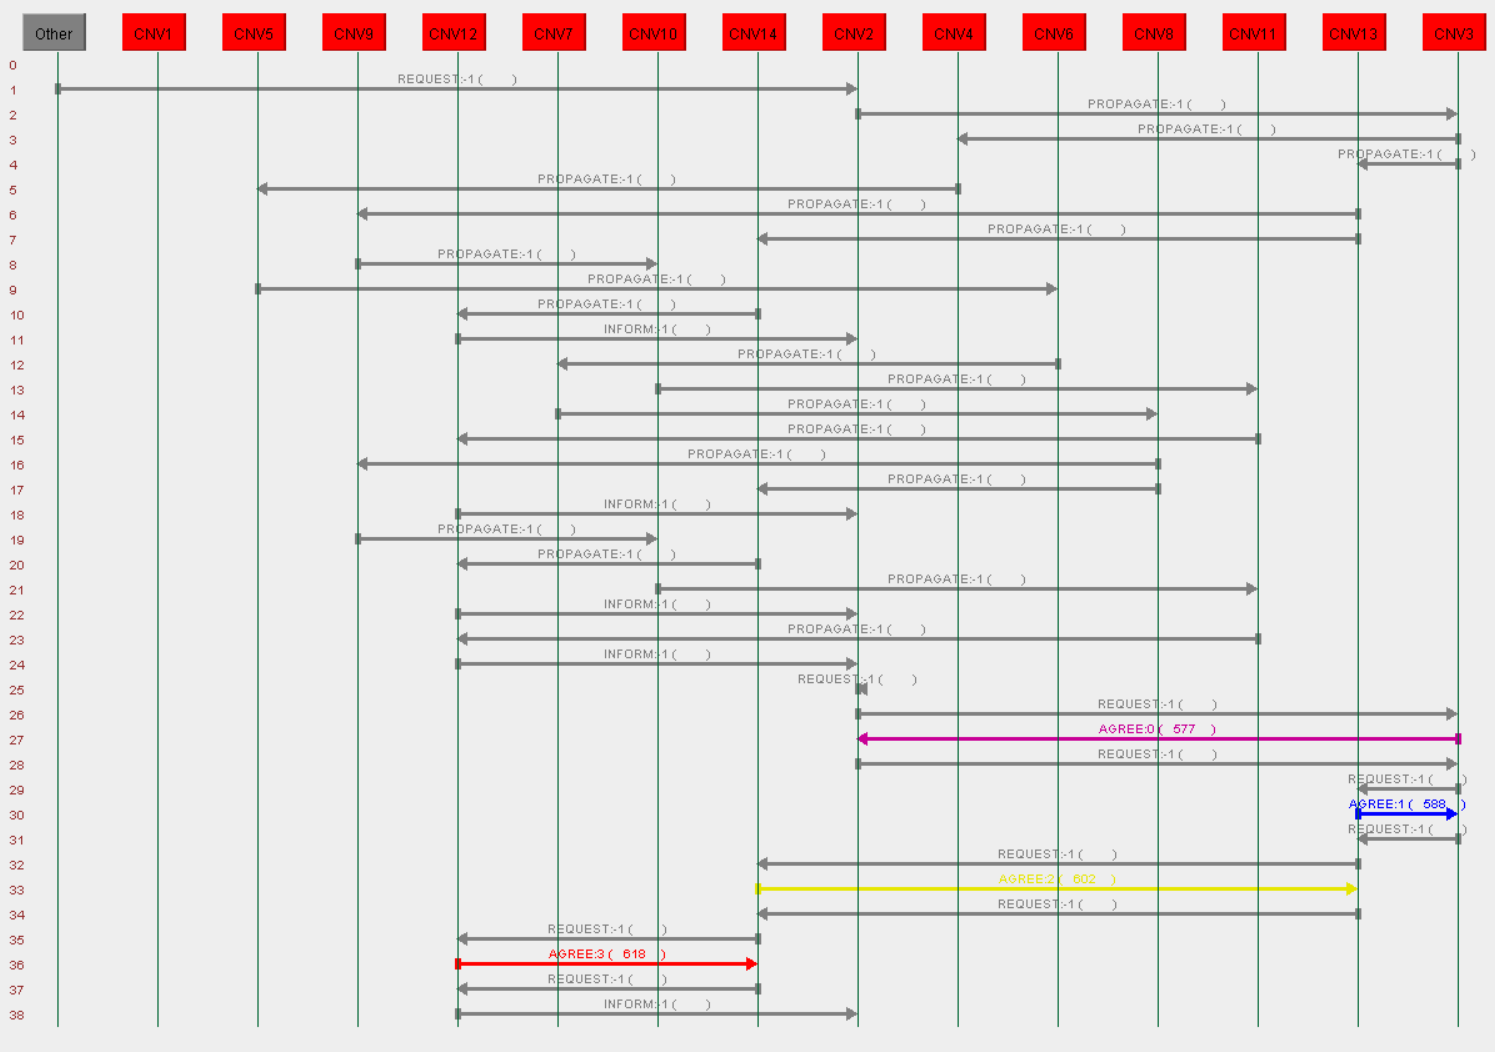 Other CNV1 CNV5 CNV9 CNV12 CNV7 CNV10 CNV14 CNV2 CNV4 CNV6 CNV8 CNV11 CNV13 CNV3
0
REQUEST:-1 ( )
1
PROPAGATE:-1 ( )
2
PROPAGATE:-1 ( )
3
PROPAGATE:-1 ( )
4
PROPAGATE:-1 ( )
5
PROPAGATE:-1 ( )
6
PROPAGATE:-1 ( )
7
PROPAGATE:-1 ( )
8
PROPAGATE:-1 ( )
9
PROPAGATE:-1 ( )
10
INFORM:-1 ( )
11
PROPAGATE:-1 ( )
12
PROPAGATE:-1 ( )
13
PROPAGATE:-1 ( )
14
PROPAGATE:-1 ( )
15
PROPAGATE:-1 ( )
16
PROPAGATE:-1 ( )
17
INFORM:-1 ( )
18
PROPAGATE:-1 ( )
19
PROPAGATE:-1 ( )
20
PROPAGATE:-1 ( )
21
INFORM:-1 ( )
22
PROPAGATE:-1 ( )
23
INFORM:-1 ( )
24
REQUEST:-1 ( )
25
REQUEST:-1 ( )
26
AGREE:0 ( 577 )
27
REQUEST:-1 ( )
28
REQUEST:-1 ( )
29
AGREE:1 ( 588 )
30
REQUEST:-1 ( )
31
REQUEST:-1 ( )
32
AGREE:2 ( 602 )
33
REQUEST:-1 ( )
34
REQUEST:-1 ( )
35
AGREE:3 ( 618 )
36
REQUEST:-1 ( )
37
INFORM:-1 ( )
38